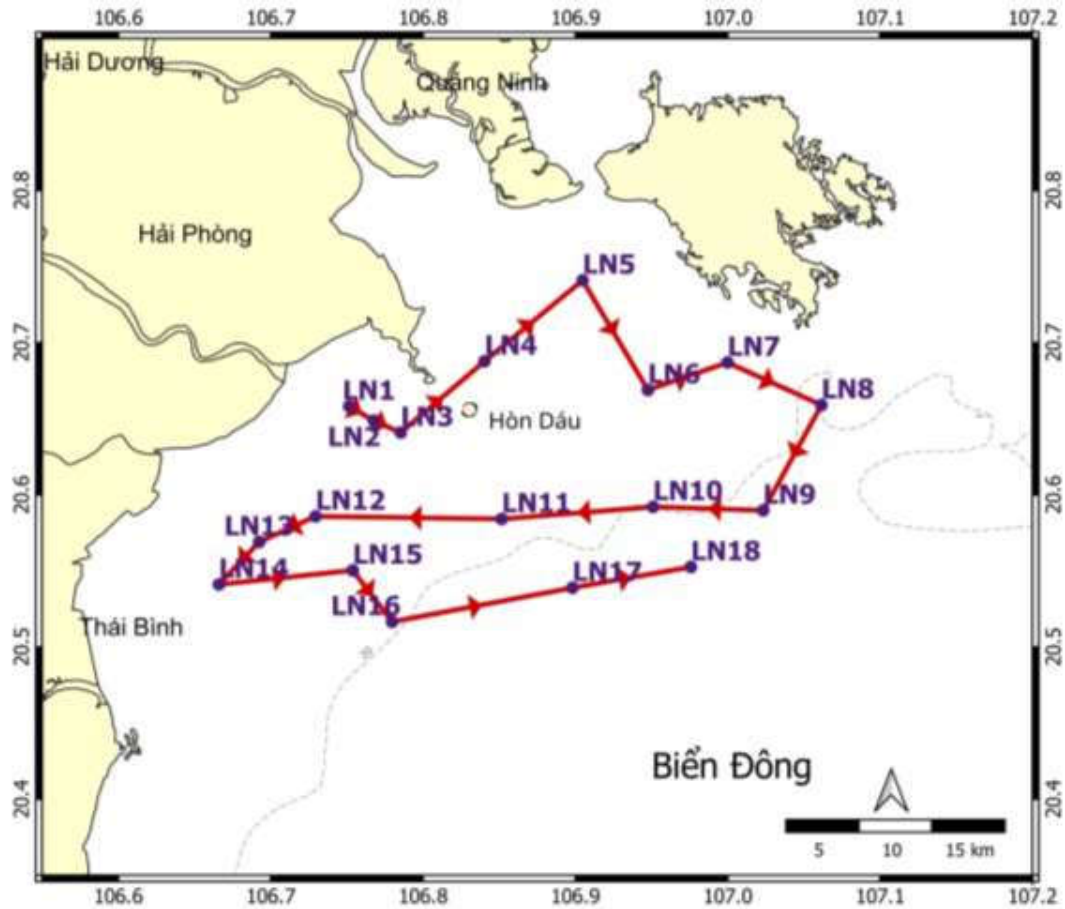 106.6 106.7 106.8 106.9 107.0 107.1 107.2
Hải Dương
Quảng Ninh
20.8 20.8
Hải Phòng
LN5
20.7 20.7
LN4
LN7
LN6
LN8
LN1
LN3
Hòn Dáu
LN2
20.6 20.6
LN12
LN11
LN10
LN9
LN13
LN15
LN18
LN14
LN17
LN16
Thái Bình
20.5 20.5
Biển Đông
20.4 20.4
5 10 15 km
106.6 106.7 106.8 106.9 107.0 107.1 107.2